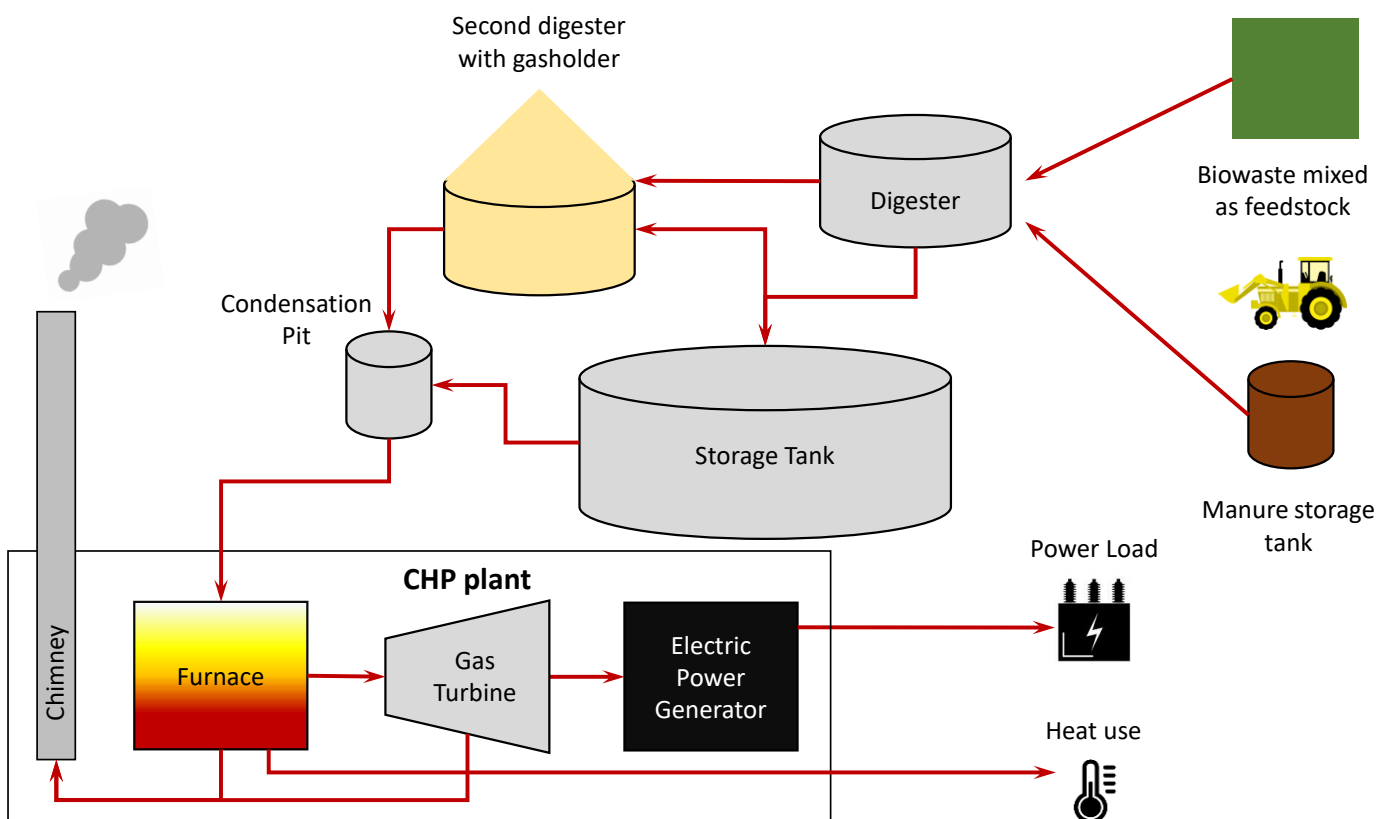 Second digester
with gasholder
Digester
Biowaste mixed
as feedstock
Condensation
Pit
Storage Tank
Manure storage
tank
Power Load
CHP plant
Chimney
Furnace
Gas
Turbine
Electric
Power
Generator
Heat use